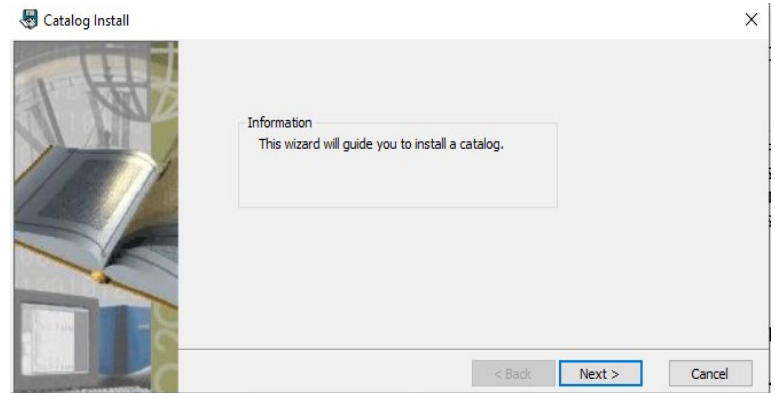 Catalog Install
Information
This wizard will guide you to install a catalog.
< Back
Next >
Cancel